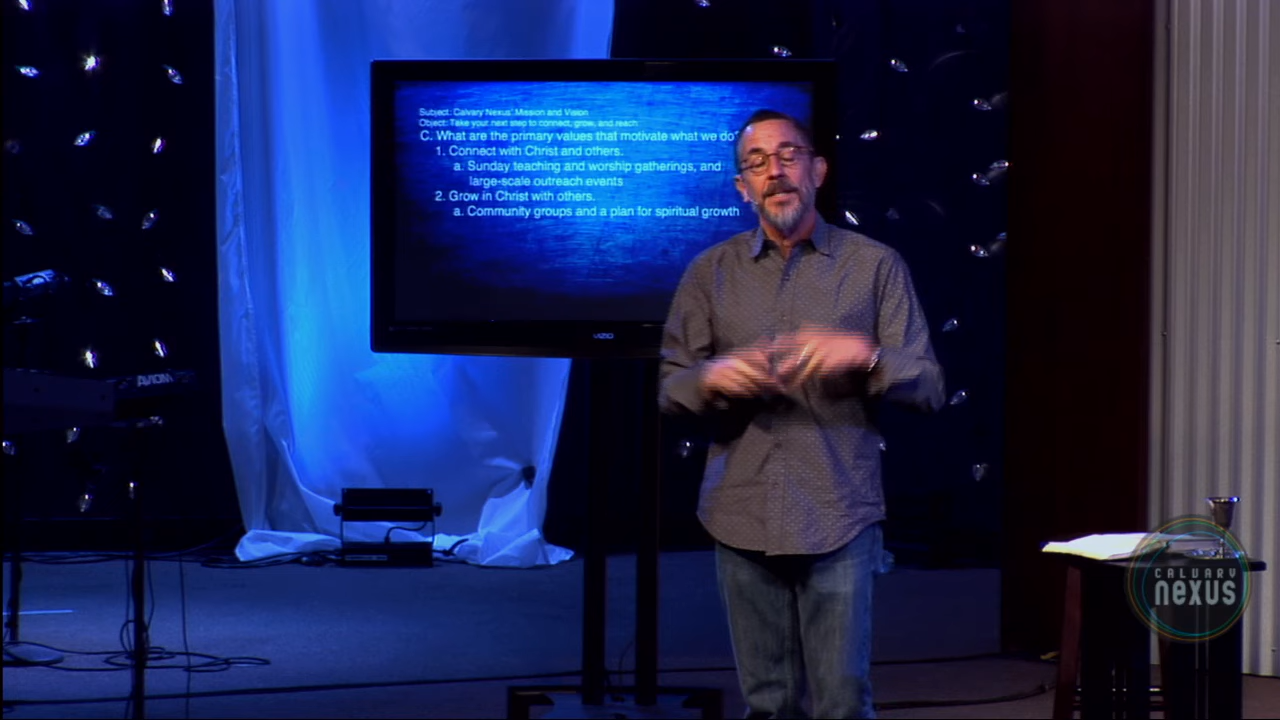 Subject: Calvary Nexus' Mission and Vision
Object: Take your next step to connect, grow, and reach
C. What are the primary values that motivate what we do?
1. Connect with Christ and others.
a. Sunday teaching and worship gatherings, and
large-scale outreach events
2. Grow in Christ with others.
a. Community groups and a plan for spiritual growth
VIZIO
CALVARY
nexus